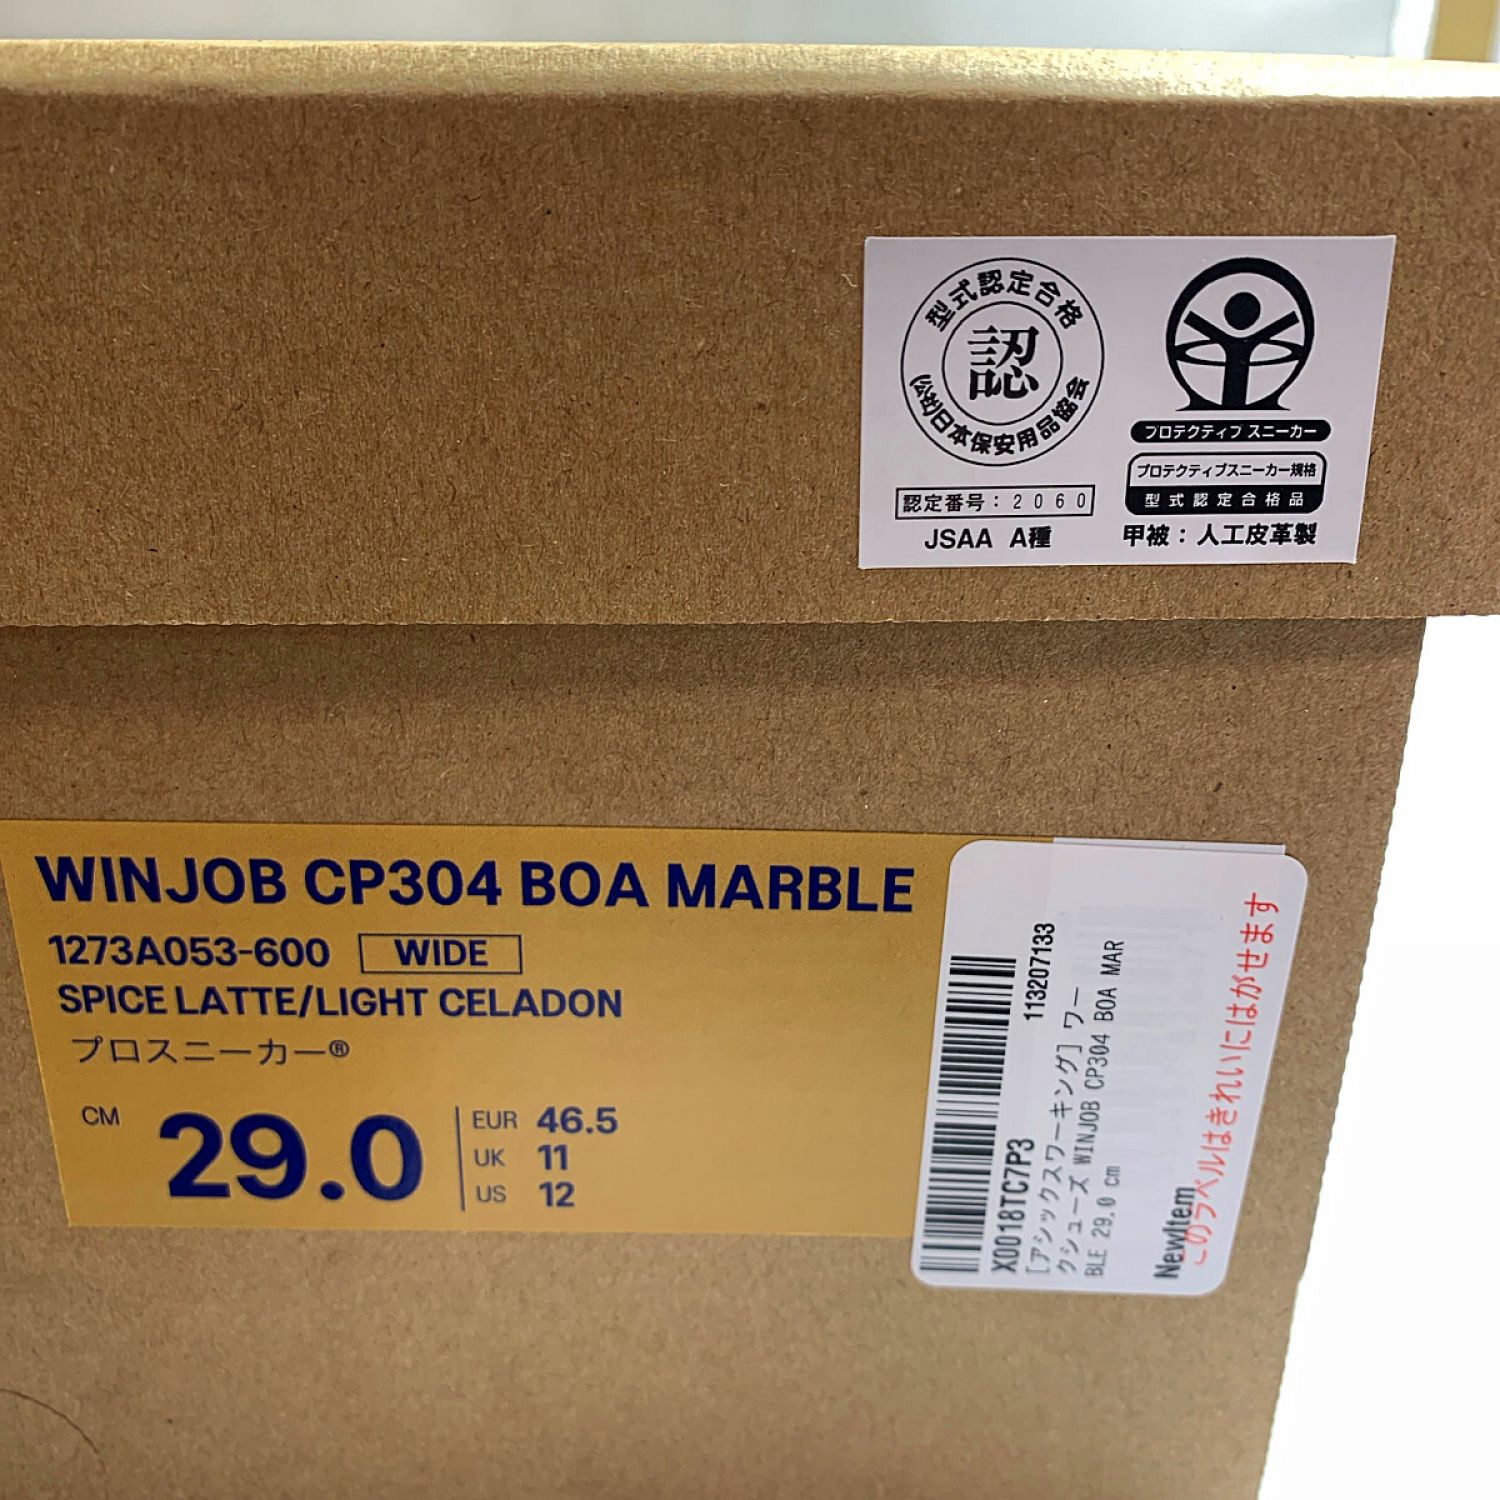 型式認定合格
認
(公社)日本保安用品協会
認定番号:2060
JSAA A種
プロテクティブ スニーカー
プロテクティブスニーカー規格
型式認定合格品
甲被:人工皮革製
WINJOB CP304 BOA MARBLE
1273A053-600 WIDE
SPICE LATTE/LIGHT CELADON
プロスニーカー®
CM 29.0
EUR 46.5
UK 11
US 12
113207133
X0018TC7P3
[アシックスワーキング] ワー
クシューズ WINJOB CP304 BOA MAR
BLE 29.0 cm
NewItem
このラベルはきれいにはがせます